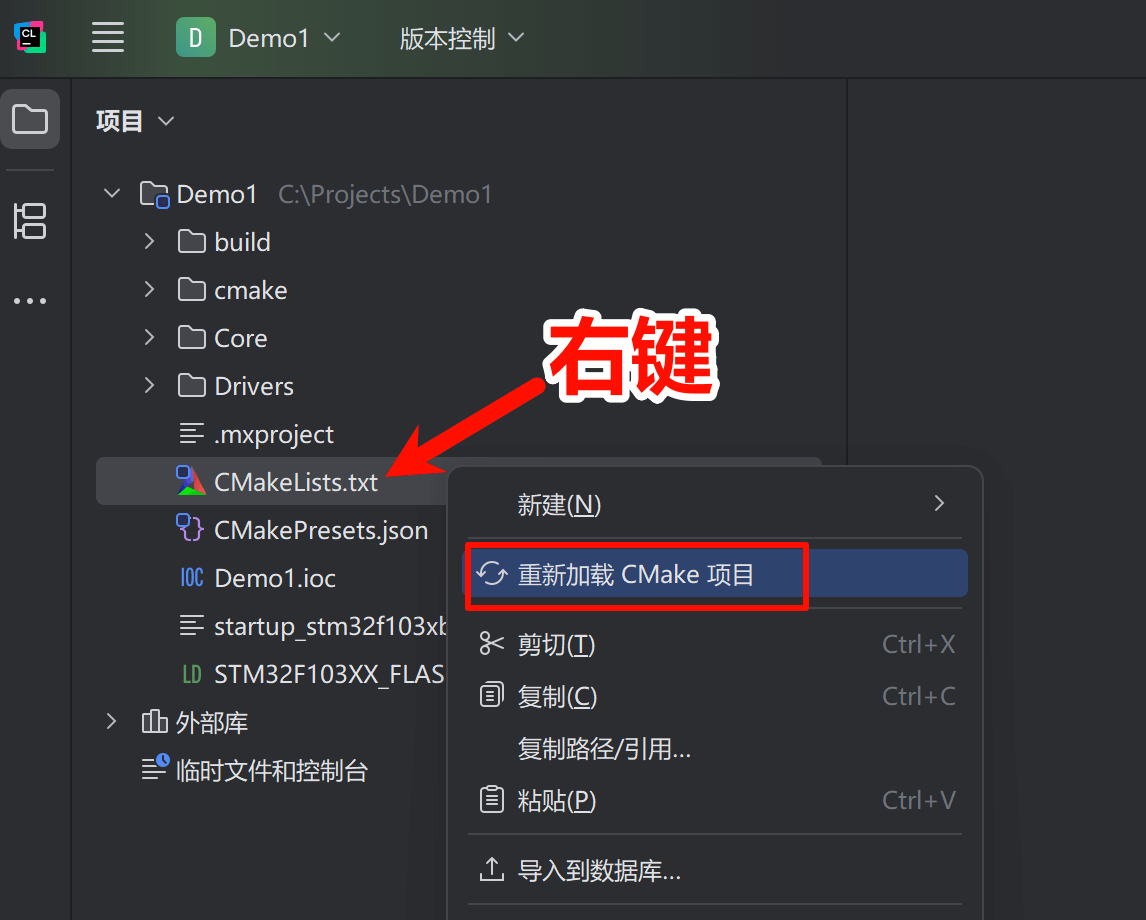 CL
D Demo1 版本控制
项目
Demo1 C:\Projects\Demo1
build
cmake
Core
Drivers
右键
.mxproject
CMakeLists.txt
新建(N)
CMakePresets.json
重新加载 CMake 项目
IOC Demo1.ioc
startup_stm32f103xb
剪切(T) Ctrl+X
LD STM32F103XX_FLAS
复制(C) Ctrl+C
外部库
复制路径/引用...
临时文件和控制台
粘贴(P) Ctrl+V
导入到数据库...